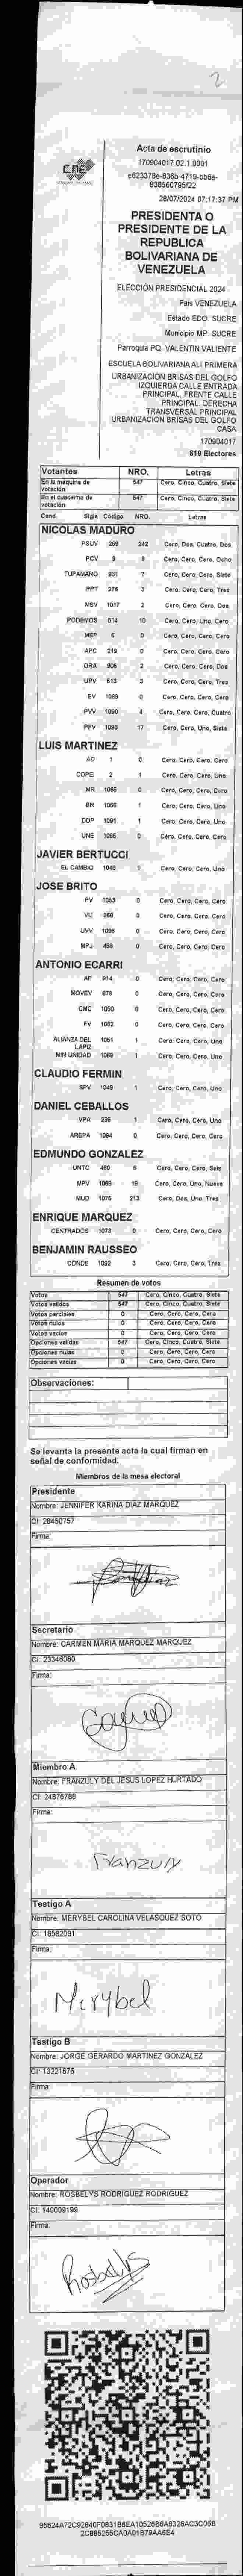 2
Acta de escrutinio
170904017.02.1.0001
e623378e-836b-4719-bb6a-
838560795f22
28/07/2024 07:17:37 PM
CNE
PRESIDENTA O
PRESIDENTE DE LA
REPUBLICA
BOLIVARIANA DE
VENEZUELA
ELECCIÓN PRESIDENCIAL 2024
País VENEZUELA
Estado EDO. SUCRE
Municipio MP. SUCRE
Parroquia PQ. VALENTIN VALIENTE
ESCUELA BOLIVARIANA ALI PRIMERA
URBANIZACIÓN BRISAS DEL GOLFO
IZQUIERDA CALLE ENTRADA
PRINCIPAL. FRENTE CALLE
PRINCIPAL. DERECHA
TRANSVERSAL PRINCIPAL
URBANIZACION BRISAS DEL GOLFO
CASA
170904017
819 Electores
Votantes NRO. Letras
En la máquina de votación 547 Cero, Cinco, Cuatro, Siete
En el cuaderno de votación 547 Cero, Cinco, Cuatro, Siete
Cand. Sigla Código NRO. Letras
NICOLAS MADURO
PSUV 269 242 Cero, Dos, Cuatro, Dos
PCV 9 8 Cero, Cero, Cero, Ocho
TUPAMARO 931 7 Cero, Cero, Cero, Siete
PPT 276 3 Cero, Cero, Cero, Tres
MSV 1017 2 Cero, Cero, Cero, Dos
PODEMOS 614 10 Cero, Cero, Uno, Cero
MEP 6 0 Cero, Cero, Cero, Cero
APC 219 0 Cero, Cero, Cero, Cero
ORA 906 2 Cero, Cero, Cero, Dos
UPV 613 3 Cero, Cero, Cero, Tres
EV 1089 0 Cero, Cero, Cero, Cero
PVV 1090 4 Cero, Cero, Cero, Cuatro
PFV 1093 17 Cero, Cero, Uno, Siete
LUIS MARTINEZ
AD 1 0 Cero, Cero, Cero, Cero
COPEI 2 1 Cero, Cero, Cero, Uno
MR 1065 0 Cero, Cero, Cero, Cero
BR 1066 1 Cero, Cero, Cero, Uno
DDP 1091 1 Cero, Cero, Cero, Uno
UNE 1095 0 Cero, Cero, Cero, Cero
JAVIER BERTUCCI
EL CAMBIO 1048 1 Cero, Cero, Cero, Uno
JOSE BRITO
PV 1053 0 Cero, Cero, Cero, Cero
VU 966 0 Cero, Cero, Cero, Cero
UVV 1096 0 Cero, Cero, Cero, Cero
MPJ 459 0 Cero, Cero, Cero, Cero
ANTONIO ECARRI
AP 914 0 Cero, Cero, Cero, Cero
MOVEV 978 0 Cero, Cero, Cero, Cero
CMC 1050 0 Cero, Cero, Cero, Cero
FV 1052 0 Cero, Cero, Cero, Cero
ALIANZA DEL LAPIZ 1051 1 Cero, Cero, Cero, Uno
MIN UNIDAD 1069 1 Cero, Cero, Cero, Uno
CLAUDIO FERMIN
SPV 1049 1 Cero, Cero, Cero, Uno
DANIEL CEBALLOS
VPA 236 1 Cero, Cero, Cero, Uno
AREPA 1094 0 Cero, Cero, Cero, Cero
EDMUNDO GONZALEZ
UNTC 460 6 Cero, Cero, Cero, Seis
MPV 1069 19 Cero, Cero, Uno, Nueve
MUD 1075 213 Cero, Dos, Uno, Tres
ENRIQUE MARQUEZ
CENTRADOS 1073 0 Cero, Cero, Cero, Cero
BENJAMIN RAUSSEO
CONDE 1092 3 Cero, Cero, Cero, Tres
Resumen de votos
Votos 547 Cero, Cinco, Cuatro, Siete
Votos válidos 547 Cero, Cinco, Cuatro, Siete
Votos parciales 0 Cero, Cero, Cero, Cero
Votos nulos 0 Cero, Cero, Cero, Cero
Votos vacíos 0 Cero, Cero, Cero, Cero
Opciones válidas 547 Cero, Cinco, Cuatro, Siete
Opciones nulas 0 Cero, Cero, Cero, Cero
Opciones vacías 0 Cero, Cero, Cero, Cero
Observaciones:
Se levanta la presente acta la cual firman en
señal de conformidad.
Miembros de la mesa electoral
Presidente
Nombre: JENNIFER KARINA DIAZ MARQUEZ
CI: 28450757
Firma:
Secretario
Nombre: CARMEN MARIA MARQUEZ MARQUEZ
CI: 23346080
Firma:
Miembro A
Nombre: FRANZULY DEL JESUS LOPEZ HURTADO
CI: 24876788
Firma:
Franzuly
Testigo A
Nombre: MERYBEL CAROLINA VELASQUEZ SOTO
CI: 16582091
Firma:
Merybel
Testigo B
Nombre: JORGE GERARDO MARTINEZ GONZALEZ
CI: 13221675
Firma:
Operador
Nombre: ROSBELYS RODRIGUEZ RODRIGUEZ
CI: 140009199
Firma:
Rosbelys
95624A72C92840F0831B8EA10526B6A6326AC3C06B
2CB85255CA0A01B79AA6E4